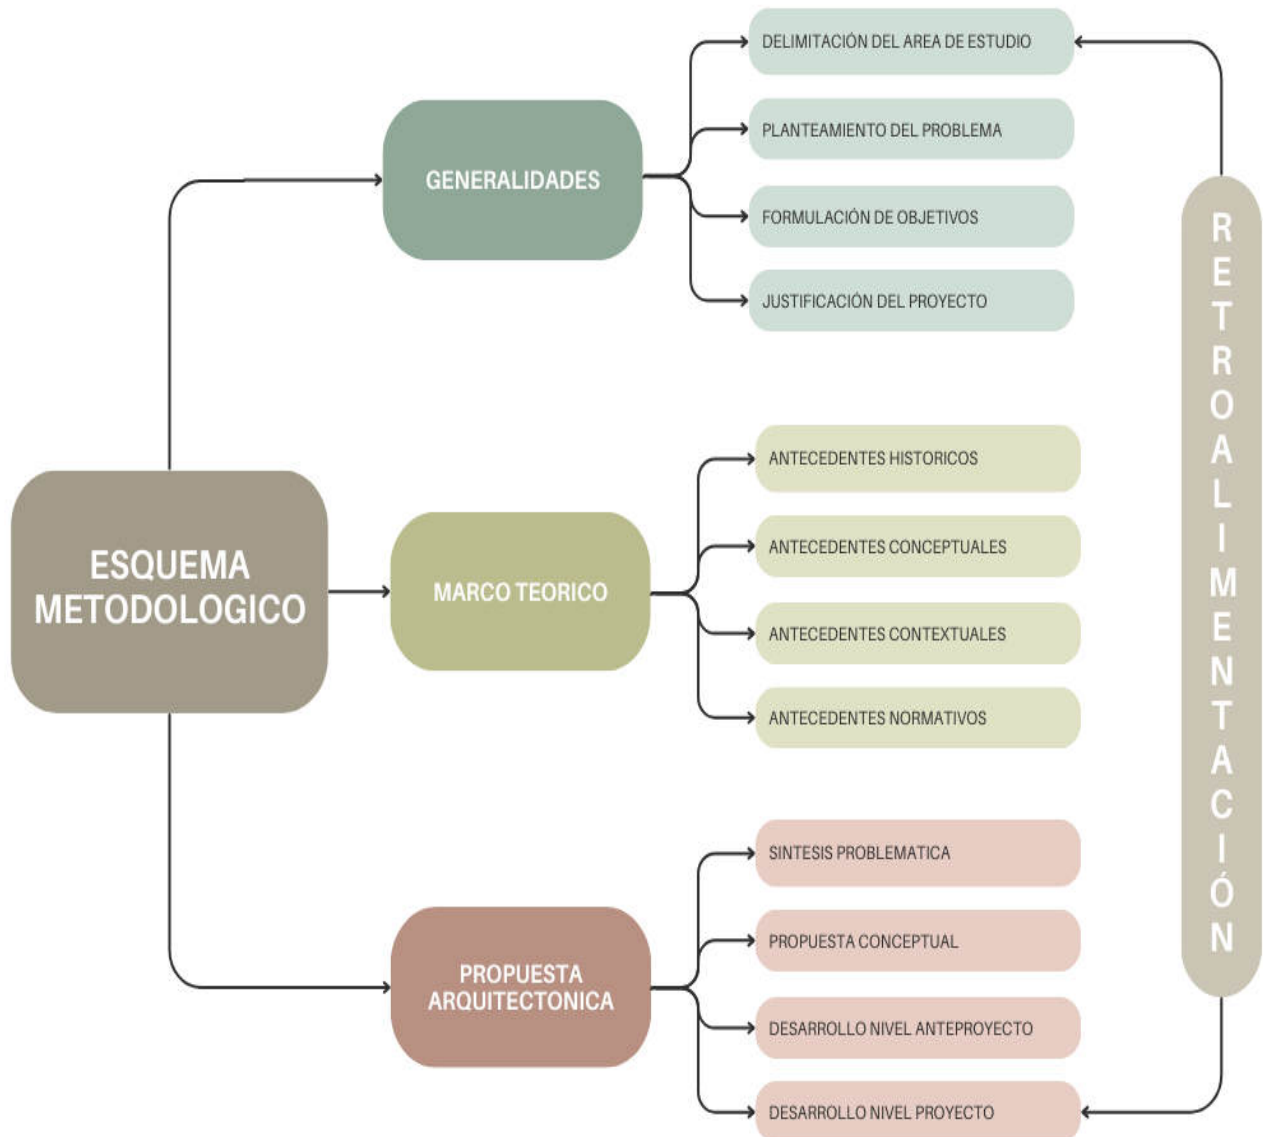 DELIMITACIÓN DEL AREA DE ESTUDIO
PLANTEAMIENTO DEL PROBLEMA
GENERALIDADES
FORMULACIÓN DE OBJETIVOS
JUSTIFICACIÓN DEL PROYECTO
ANTECEDENTES HISTORICOS
ANTECEDENTES CONCEPTUALES
ESQUEMA
METODOLOGICO
MARCO TEORICO
ANTECEDENTES CONTEXTUALES
ANTECEDENTES NORMATIVOS
SINTESIS PROBLEMATICA
PROPUESTA CONCEPTUAL
PROPUESTA
ARQUITECTONICA
DESARROLLO NIVEL ANTEPROYECTO
DESARROLLO NIVEL PROYECTO
RETROALIMENTACIÓN